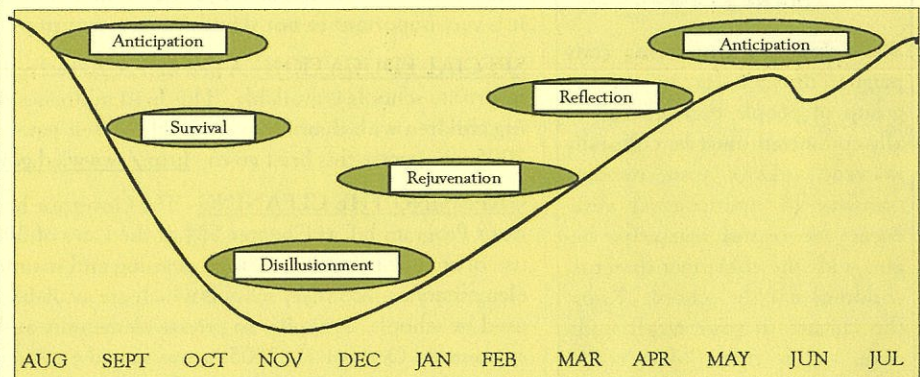 Anticipation
Anticipation
Reflection
Survival
Rejuvenation
Disillusionment
AUG SEPT OCT NOV DEC JAN FEB MAR APR MAY JUN JUL